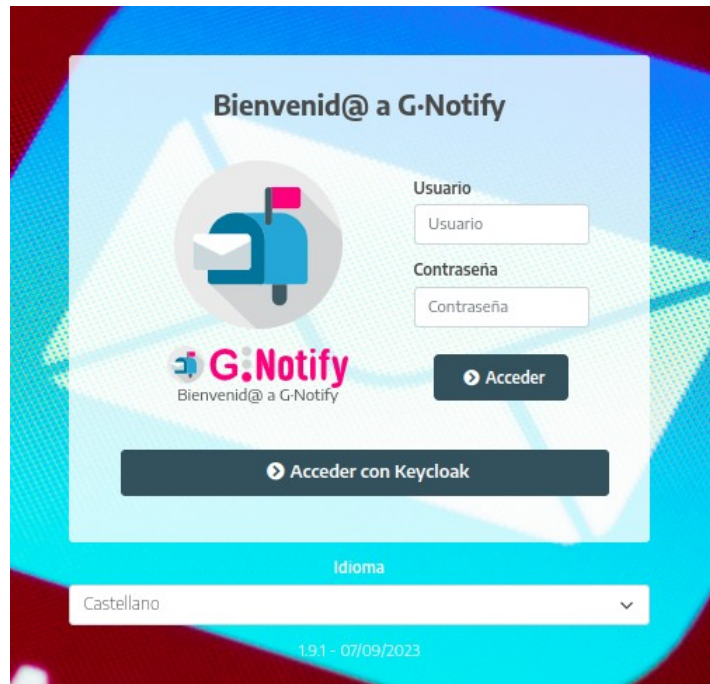 Bienvenid@ a G·Notify
Usuario
Usuario
Contraseña
Contraseña
G:Notify
Bienvenid@ a G·Notify
Acceder
Acceder con Keycloak
Idioma
Castellano
1.9.1 - 07/09/2023